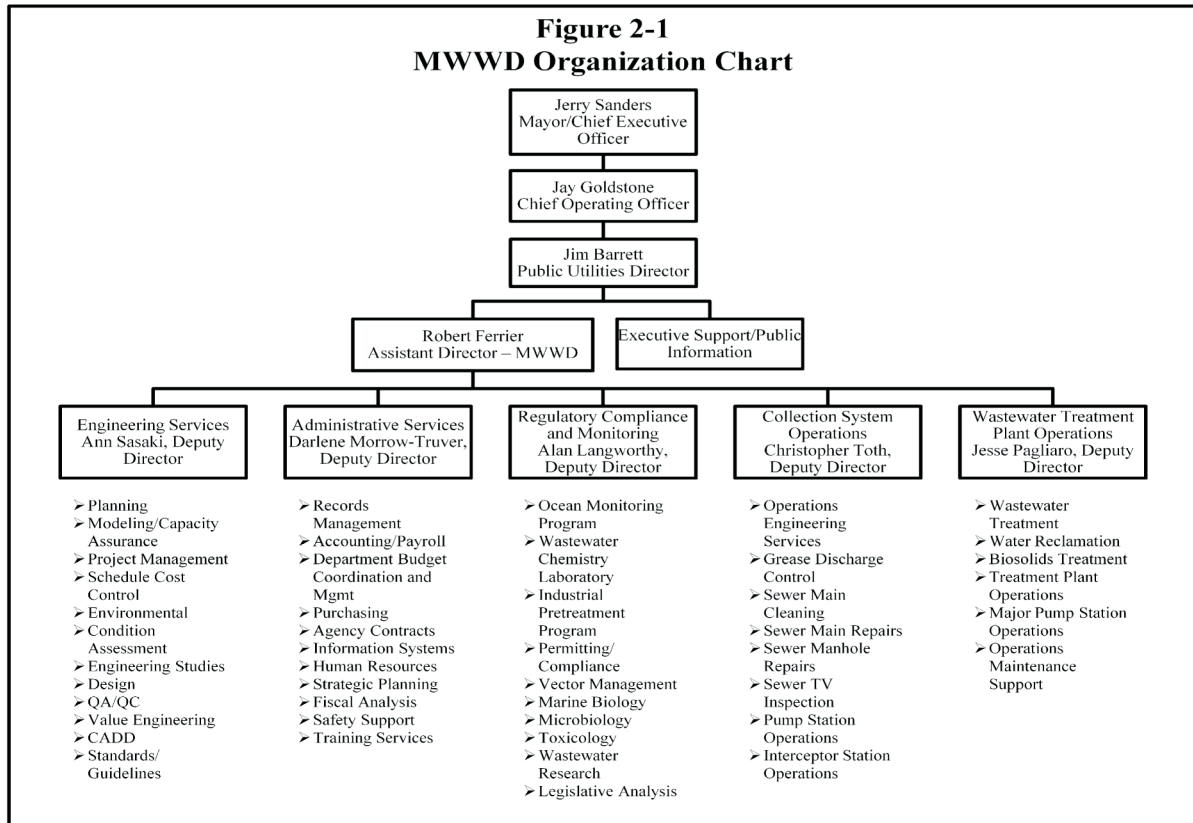 Figure 2-1
MWWD Organization Chart
Jerry Sanders
Mayor/Chief Executive
Officer
Jay Goldstone
Chief Operating Officer
Jim Barrett
Public Utilities Director
Robert Ferrier
Assistant Director – MWWD
Executive Support/Public
Information
Engineering Services
Ann Sasaki, Deputy
Director
Administrative Services
Darlene Morrow-Truver,
Deputy Director
Regulatory Compliance
and Monitoring
Alan Langworthy,
Deputy Director
Collection System
Operations
Christopher Toth,
Deputy Director
Wastewater Treatment
Plant Operations
Jesse Pagliaro, Deputy
Director
➢ Planning
➢ Modeling/Capacity
Assurance
➢ Project Management
➢ Schedule Cost
Control
➢ Environmental
➢ Condition
Assessment
➢ Engineering Studies
➢ Design
➢ QA/QC
➢ Value Engineering
➢ CADD
➢ Standards/
Guidelines
➢ Records
Management
➢ Accounting/Payroll
➢ Department Budget
Coordination and
Mgmt
➢ Purchasing
➢ Agency Contracts
➢ Information Systems
➢ Human Resources
➢ Strategic Planning
➢ Fiscal Analysis
➢ Safety Support
➢ Training Services
➢ Ocean Monitoring
Program
➢ Wastewater
Chemistry
Laboratory
➢ Industrial
Pretreatment
Program
➢ Permitting/
Compliance
➢ Vector Management
➢ Marine Biology
➢ Microbiology
➢ Toxicology
➢ Wastewater
Research
➢ Legislative Analysis
➢ Operations
Engineering
Services
➢ Grease Discharge
Control
➢ Sewer Main
Cleaning
➢ Sewer Main Repairs
➢ Sewer Manhole
Repairs
➢ Sewer TV
Inspection
➢ Pump Station
Operations
➢ Interceptor Station
Operations
➢ Wastewater
Treatment
➢ Water Reclamation
➢ Biosolids Treatment
➢ Treatment Plant
Operations
➢ Major Pump Station
Operations
➢ Operations
Maintenance
Support